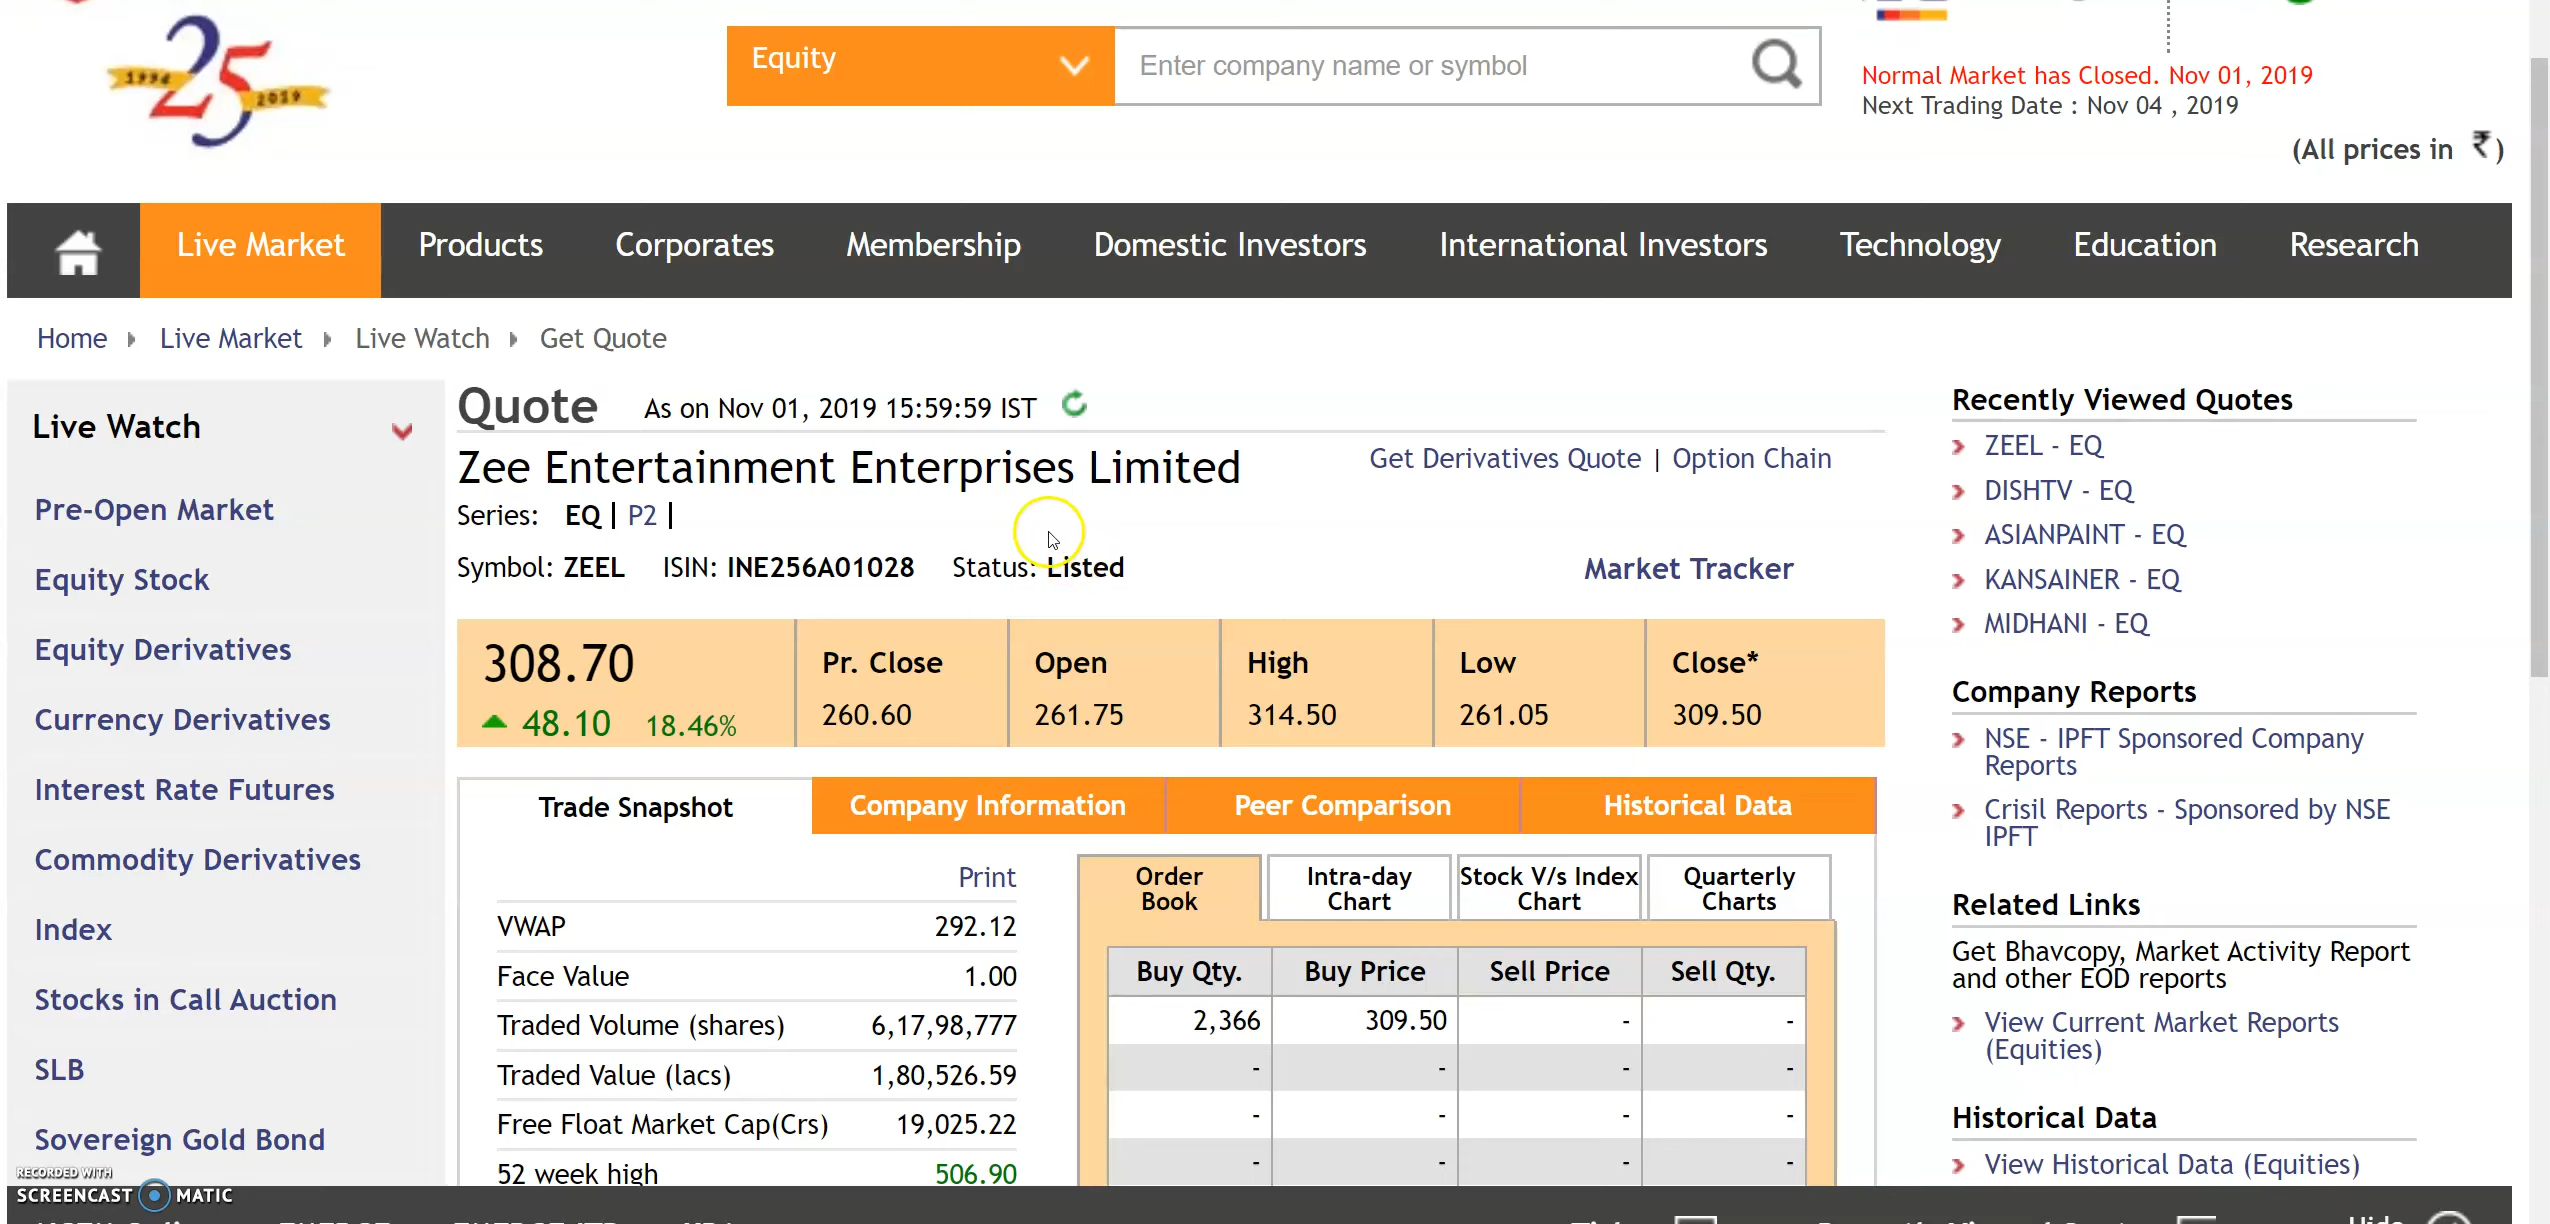 1994
25
2019
Equity
Enter company name or symbol
Normal Market has Closed. Nov 01, 2019
Next Trading Date : Nov 04 , 2019
(All prices in ₹ )
Live Market
Products
Corporates
Membership
Domestic Investors
International Investors
Technology
Education
Research
Home
Live Market
Live Watch
Get Quote
Live Watch
Pre-Open Market
Equity Stock
Equity Derivatives
Currency Derivatives
Interest Rate Futures
Commodity Derivatives
Index
Stocks in Call Auction
SLB
Sovereign Gold Bond
Quote As on Nov 01, 2019 15:59:59 IST
Zee Entertainment Enterprises Limited
Get Derivatives Quote | Option Chain
Series: EQ | P2 |
Symbol: ZEEL ISIN: INE256A01028 Status: Listed
Market Tracker
308.70
48.10 18.46%
Pr. Close
260.60
Open
261.75
High
314.50
Low
261.05
Close*
309.50
Trade Snapshot
Company Information
Peer Comparison
Historical Data
Print
VWAP 292.12
Face Value 1.00
Traded Volume (shares) 6,17,98,777
Traded Value (lacs) 1,80,526.59
Free Float Market Cap(Crs) 19,025.22
52 week high 506.90
Order
Book
Intra-day
Chart
Stock V/s Index
Chart
Quarterly
Charts
Buy Qty. Buy Price Sell Price Sell Qty.
2,366 309.50 - -
- - - -
- - - -
- - - -
Recently Viewed Quotes
ZEEL - EQ
DISHTV - EQ
ASIANPAINT - EQ
KANSAINER - EQ
MIDHANI - EQ
Company Reports
NSE - IPFT Sponsored Company
Reports
Crisil Reports - Sponsored by NSE
IPFT
Related Links
Get Bhavcopy, Market Activity Report
and other EOD reports
View Current Market Reports
(Equities)
Historical Data
View Historical Data (Equities)
RECORDED WITH
SCREENCAST MATIC
Hide